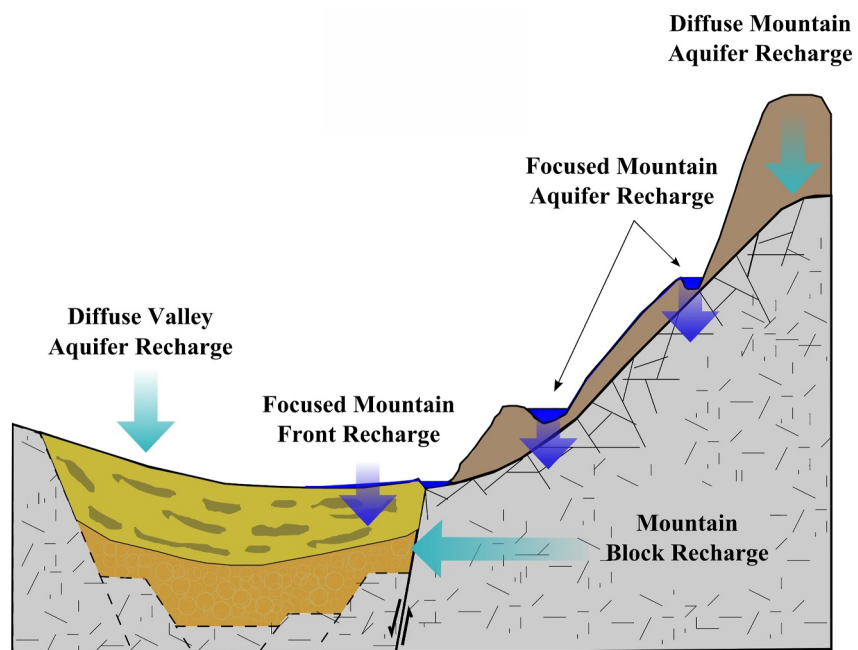 Diffuse Mountain
Aquifer Recharge
Focused Mountain
Aquifer Recharge
Diffuse Valley
Aquifer Recharge
Focused Mountain
Front Recharge
Mountain
Block Recharge